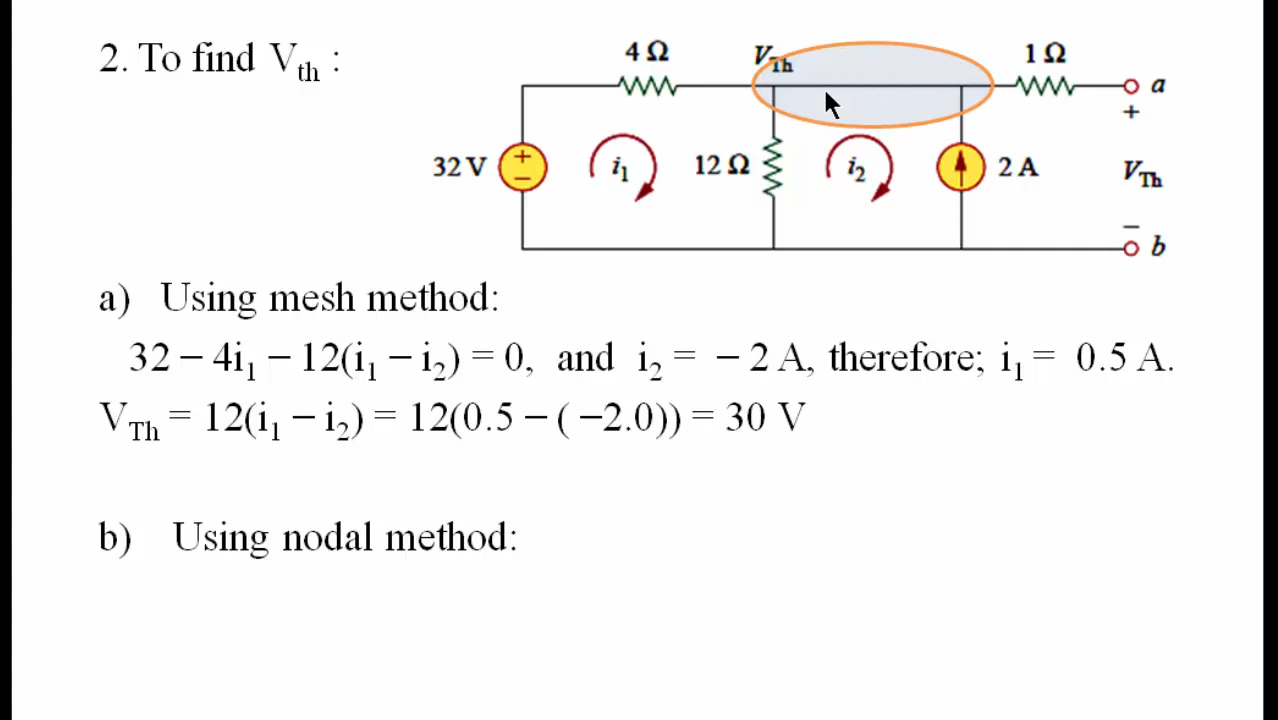 2. To find Vth :
4 Ω
VTh
1 Ω
a
+
32 V
+
−
i1
12 Ω
i2
2 A
VTh
−
b
a) Using mesh method:
32 − 4i1 − 12(i1 − i2) = 0, and i2 = − 2 A, therefore; i1 = 0.5 A.
VTh = 12(i1 − i2) = 12(0.5 − ( −2.0)) = 30 V
b) Using nodal method: